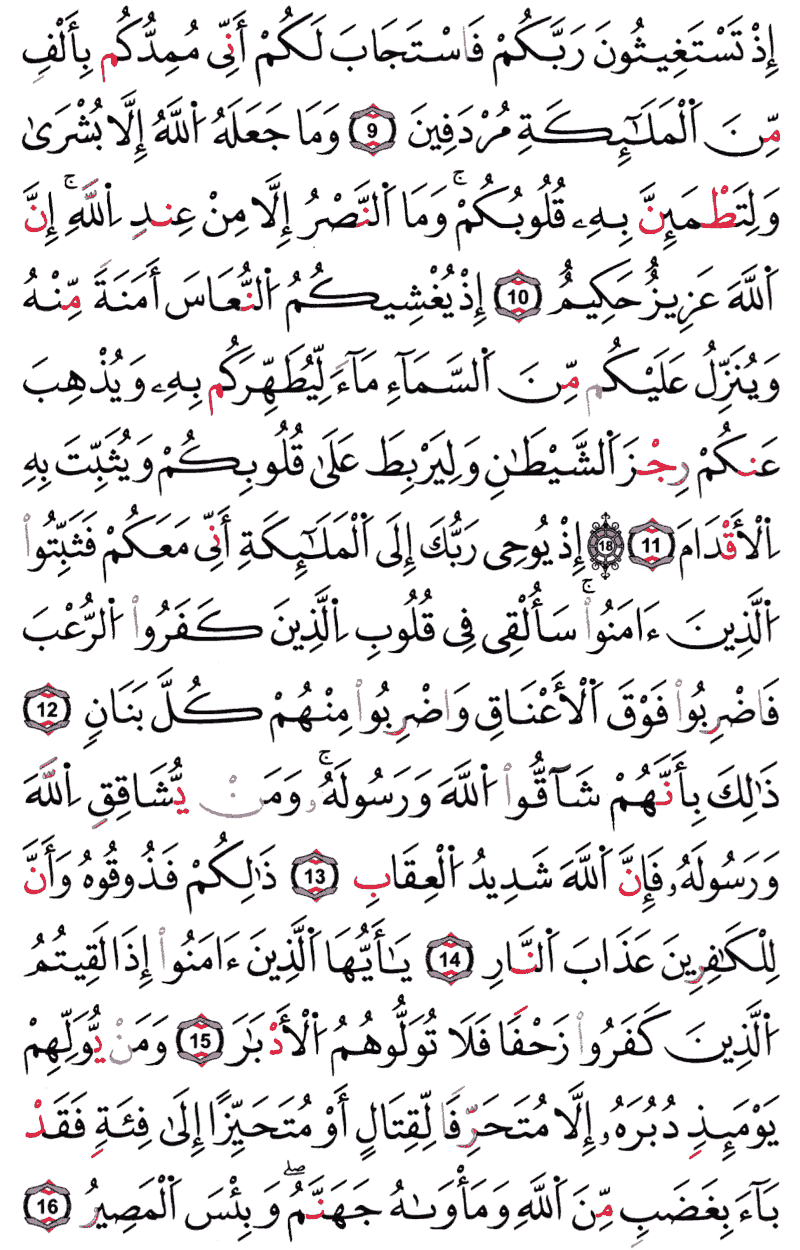 إِذْ تَسْتَغِيثُونَ رَبَّكُمْ فَاسْتَجَابَ لَكُمْ أَنِّي مُمِدُّكُم بِأَلْفٍ
مِّنَ ٱلْمَلَٰٓئِكَةِ مُرْدَفِينَ 9 وَمَا جَعَلَهُ ٱللَّهُ إِلَّا بُشْرَىٰ
وَلِتَطْمَئِنَّ بِهِۦ قُلُوبُكُمْ ۚ وَمَا ٱلنَّصْرُ إِلَّا مِنْ عِندِ ٱللَّهِ ۚ إِنَّ
ٱللَّهَ عَزِيزٌ حَكِيمٌ 10 إِذْ يُغْشِيكُمُ ٱلنُّعَاسَ أَمَنَةً مِّنْهُ
وَيُنَزِّلُ عَلَيْكُم مِّنَ ٱلسَّمَآءِ مَآءً لِّيُطَهِّرَكُم بِهِۦ وَيُذْهِبَ
عَنكُمْ رِجْزَ ٱلشَّيْطَٰنِ وَلِيَرْبِطَ عَلَىٰ قُلُوبِكُمْ وَيُثَبِّتَ بِهِ
ٱلْأَقْدَامَ 11 18 إِذْ يُوحِي رَبُّكَ إِلَى ٱلْمَلَٰٓئِكَةِ أَنِّي مَعَكُمْ فَثَبِّتُوا۟
ٱلَّذِينَ ءَامَنُوا۟ ۚ سَأُلْقِي فِي قُلُوبِ ٱلَّذِينَ كَفَرُوا۟ ٱلرُّعْبَ
فَاضْرِبُوا۟ فَوْقَ ٱلْأَعْنَاقِ وَاضْرِبُوا۟ مِنْهُمْ كُلَّ بَنَانٍ 12
ذَٰلِكَ بِأَنَّهُمْ شَآقُّوا۟ ٱللَّهَ وَرَسُولَهُۥ ۚ وَمَنْ يُّشَاقِقِ ٱللَّهَ
وَرَسُولَهُۥ فَإِنَّ ٱللَّهَ شَدِيدُ ٱلْعِقَابِ 13 ذَٰلِكُمْ فَذُوقُوهُ وَأَنَّ
لِلْكَٰفِرِينَ عَذَابَ ٱلنَّارِ 14 يَٰٓأَيُّهَا ٱلَّذِينَ ءَامَنُوا۟ إِذَا لَقِيتُمُ
ٱلَّذِينَ كَفَرُوا۟ زَحْفًا فَلَا تُوَلُّوهُمُ ٱلْأَدْبَٰرَ 15 وَمَنْ يُّوَلِّهِمْ
يَوْمَئِذٍ دُبُرَهُۥٓ إِلَّا مُتَحَرِّفًا لِّقِتَالٍ أَوْ مُتَحَيِّزًا إِلَىٰ فِئَةٍ فَقَدْ
بَآءَ بِغَضَبٍ مِّنَ ٱللَّهِ وَمَأْوَىٰهُ جَهَنَّمُ ۖ وَبِئْسَ ٱلْمَصِيرُ 16